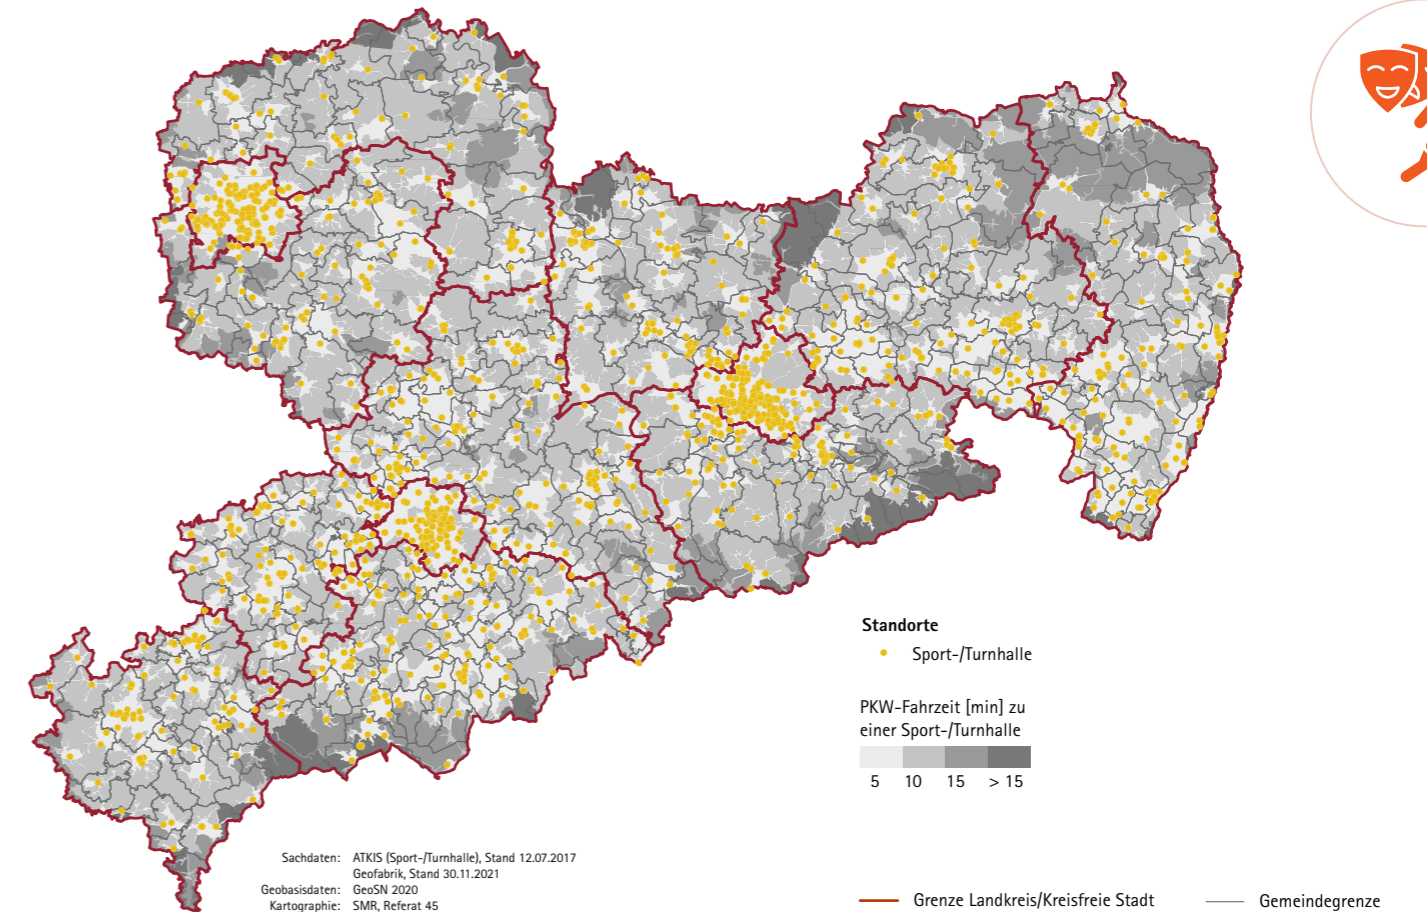 Standorte
Sport-/Turnhalle
PKW-Fahrzeit [min] zu
einer Sport-/Turnhalle
5 10 15 > 15
Sachdaten: ATKIS (Sport-/Turnhalle), Stand 12.07.2017
Geofabrik, Stand 30.11.2021
Geobasisdaten: GeoSN 2020
Kartographie: SMR, Referat 45
Grenze Landkreis/Kreisfreie Stadt Gemeindegrenze